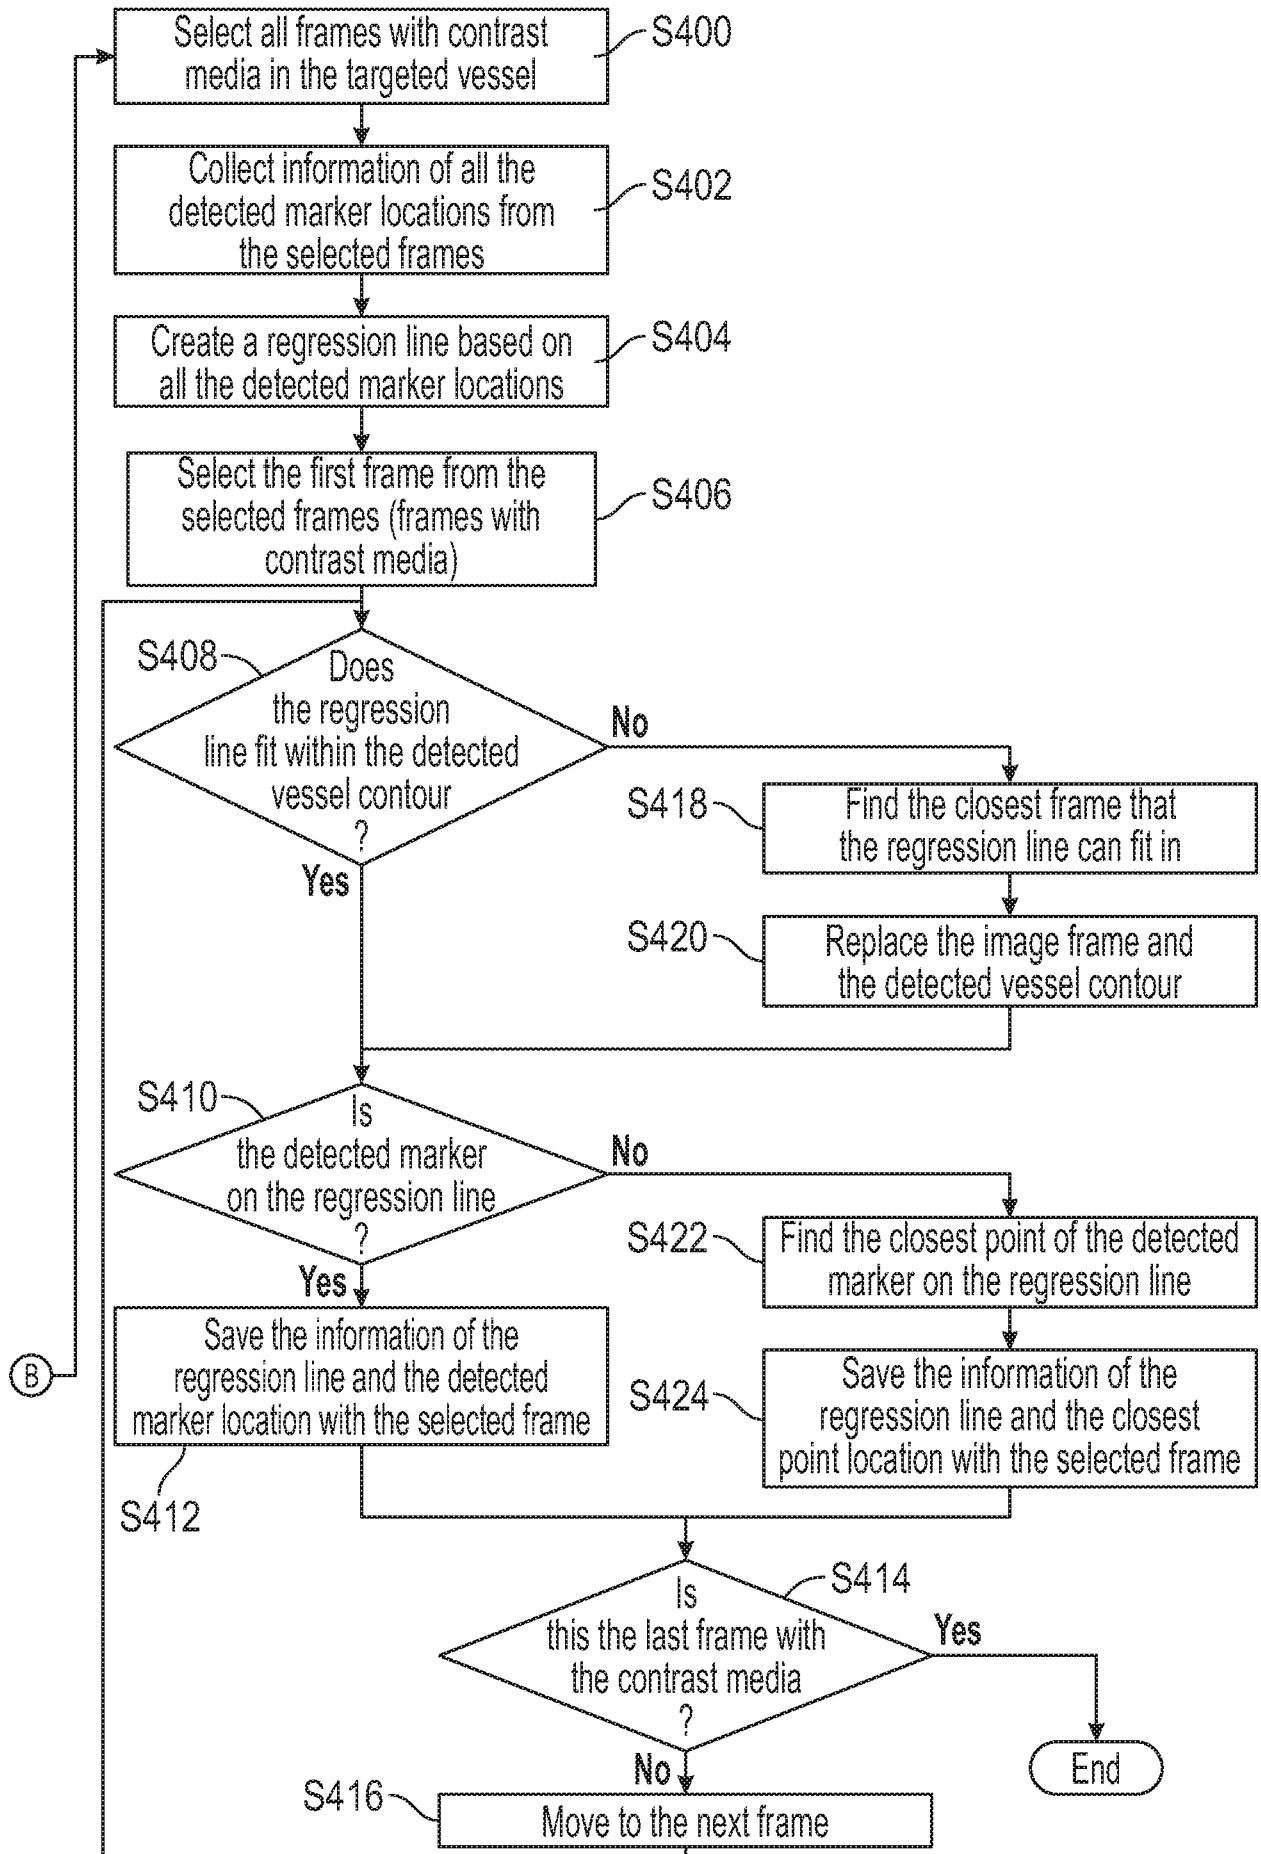 Select all frames with contrast
media in the targeted vessel
S400
Collect information of all the
detected marker locations from
the selected frames
S402
Create a regression line based on
all the detected marker locations
S404
Select the first frame from the
selected frames (frames with
contrast media)
S406
S408
Does
the regression
line fit within the detected
vessel contour
?
No
Yes
S418
Find the closest frame that
the regression line can fit in
S420
Replace the image frame and
the detected vessel contour
S410
Is
the detected marker
on the regression line
?
No
Yes
S422
Find the closest point of the detected
marker on the regression line
B
Save the information of the
regression line and the detected
marker location with the selected frame
S412
S424
Save the information of the
regression line and the closest
point location with the selected frame
S414
Is
this the last frame with
the contrast media
?
Yes
No
End
S416
Move to the next frame